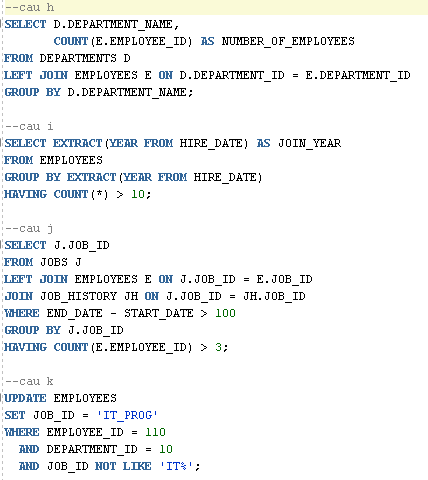 --cau h
SELECT D.DEPARTMENT_NAME,
       COUNT(E.EMPLOYEE_ID) AS NUMBER_OF_EMPLOYEES
FROM DEPARTMENTS D
LEFT JOIN EMPLOYEES E ON D.DEPARTMENT_ID = E.DEPARTMENT_ID
GROUP BY D.DEPARTMENT_NAME;

--cau i
SELECT EXTRACT(YEAR FROM HIRE_DATE) AS JOIN_YEAR
FROM EMPLOYEES
GROUP BY EXTRACT(YEAR FROM HIRE_DATE)
HAVING COUNT(*) > 10;

--cau j
SELECT J.JOB_ID
FROM JOBS J
LEFT JOIN EMPLOYEES E ON J.JOB_ID = E.JOB_ID
JOIN JOB_HISTORY JH ON J.JOB_ID = JH.JOB_ID
WHERE END_DATE - START_DATE > 100
GROUP BY J.JOB_ID
HAVING COUNT(E.EMPLOYEE_ID) > 3;

--cau k
UPDATE EMPLOYEES
SET JOB_ID = 'IT_PROG'
WHERE EMPLOYEE_ID = 110
  AND DEPARTMENT_ID = 10
  AND JOB_ID NOT LIKE 'IT%';